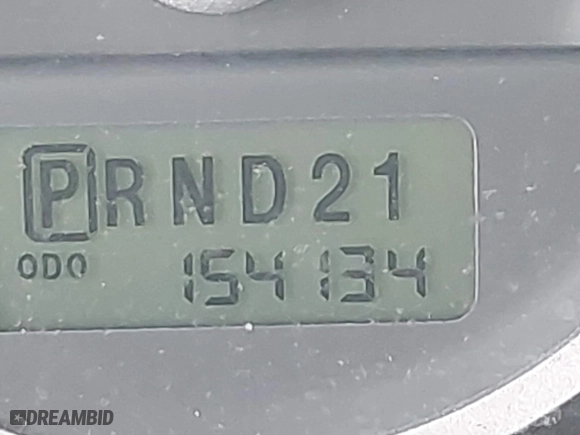 PRND21
ODO 154134
DREAMBID